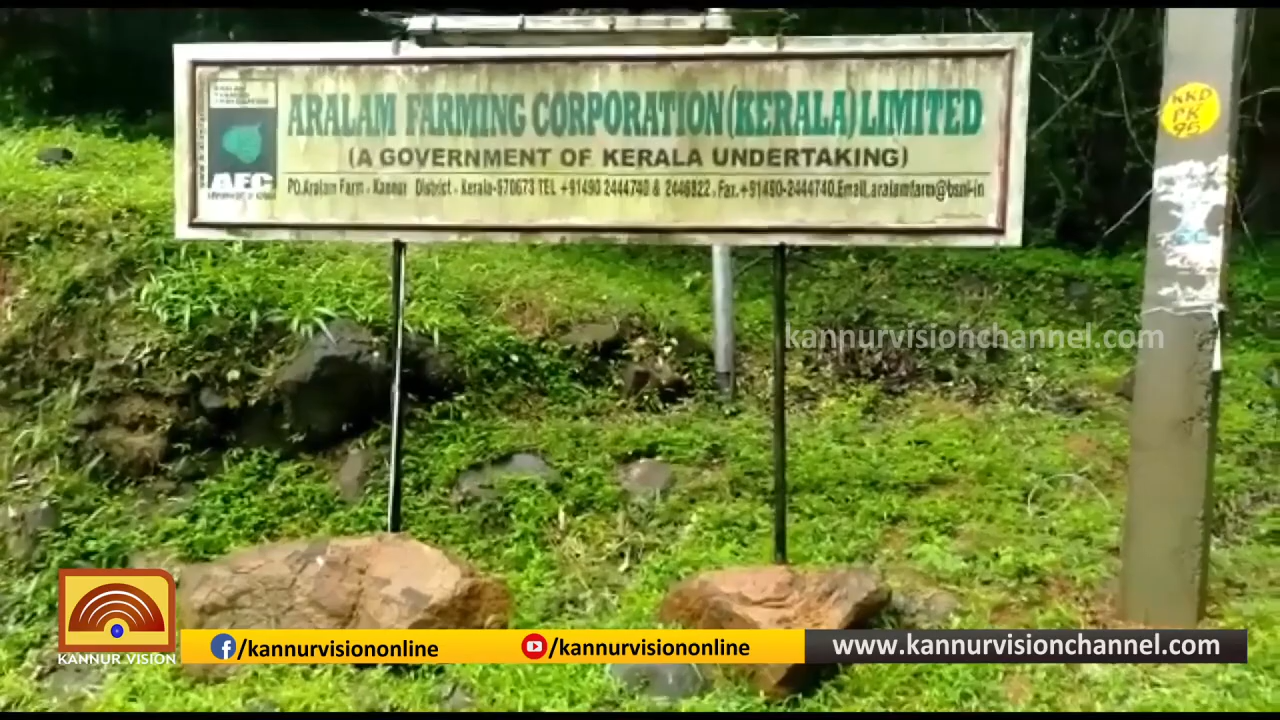 ARALAM FARMING CORPORATION (KERALA) LIMITED
(A GOVERNMENT OF KERALA UNDERTAKING)
PO.Aralam Farm - Kannur District - Kerala-670673 TEL +91490 2444740 & 2446822 , Fax.+91490-2444740.Email.aralamfarm@bsnl-in
AFC
KKD
PK
95
kannurvisionchannel.com
KANNUR VISION
/kannurvisiononline
/kannurvisiononline
www.kannurvisionchannel.com